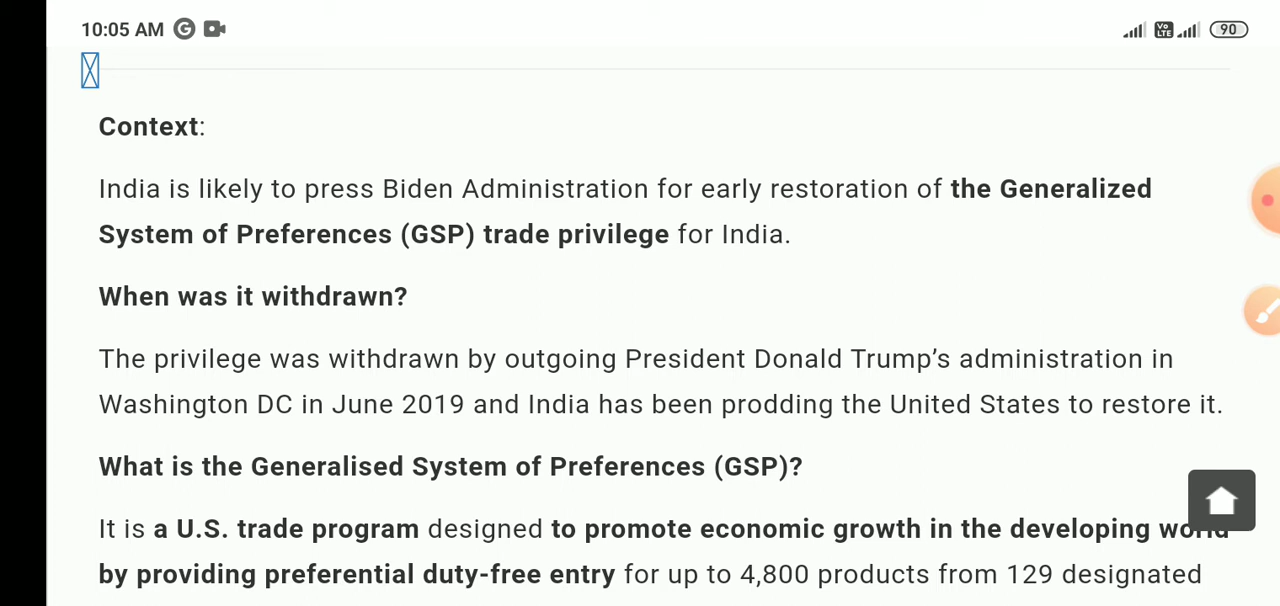 10:05 AM
Vo LTE
90
Context:
India is likely to press Biden Administration for early restoration of the Generalized
System of Preferences (GSP) trade privilege for India.
When was it withdrawn?
The privilege was withdrawn by outgoing President Donald Trump’s administration in
Washington DC in June 2019 and India has been prodding the United States to restore it.
What is the Generalised System of Preferences (GSP)?
It is a U.S. trade program designed to promote economic growth in the developing world
by providing preferential duty-free entry for up to 4,800 products from 129 designated